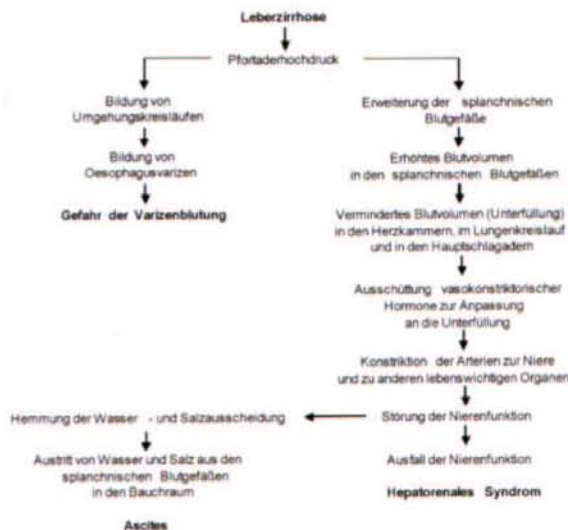 Leberzirrhose
Pfortaderhochdruck
Bildung von
Umgehungskreisläufen
Bildung von
Oesophagusvarizen
Gefahr der Varizenblutung
Erweiterung der splanchnischen
Blutgefäße
Erhöhtes Blutvolumen
in den splanchnischen Blutgefäßen
Vermindertes Blutvolumen (Unterfüllung)
in den Herzkammern, im Lungenkreislauf
und in den Hauptschlagadern
Ausschüttung vasokonstriktorischer
Hormone zur Anpassung
an die Unterfüllung
Konstriktion der Arterien zur Niere
und zu anderen lebenswichtigen Organen
Störung der Nierenfunktion
Hemmung der Wasser - und Salzausscheidung
Austritt von Wasser und Salz aus den
splanchnischen Blutgefäßen
in den Bauchraum
Ascites
Ausfall der Nierenfunktion
Hepatorenales Syndrom